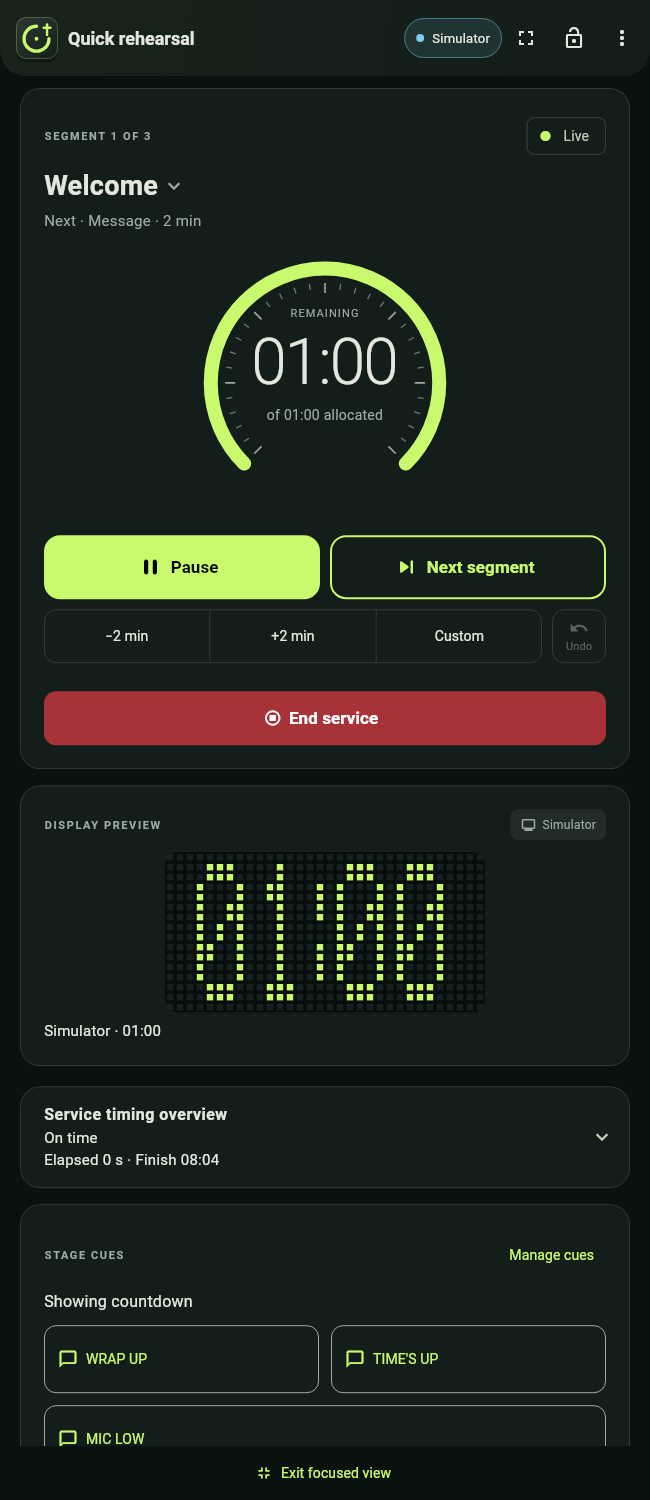 Quick rehearsal
Simulator
SEGMENT 1 OF 3
Live
Welcome
Next · Message · 2 min
REMAINING
01:00
of 01:00 allocated
Pause
Next segment
−2 min
+2 min
Custom
Undo
End service
DISPLAY PREVIEW
Simulator
01:00
Simulator · 01:00
Service timing overview
On time
Elapsed 0 s · Finish 08:04
STAGE CUES
Manage cues
Showing countdown
WRAP UP
TIME'S UP
MIC LOW
Exit focused view